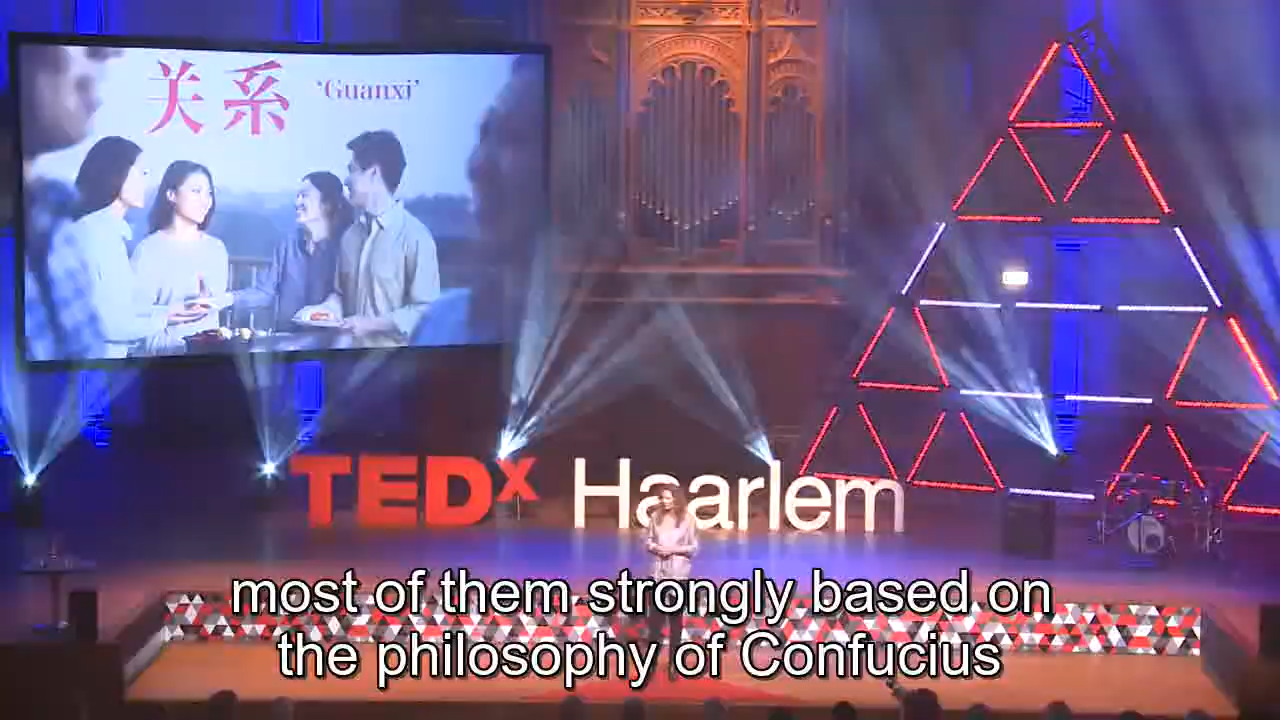 关系 'Guanxi'
TEDx Haarlem
most of them strongly based on
the philosophy of Confucius